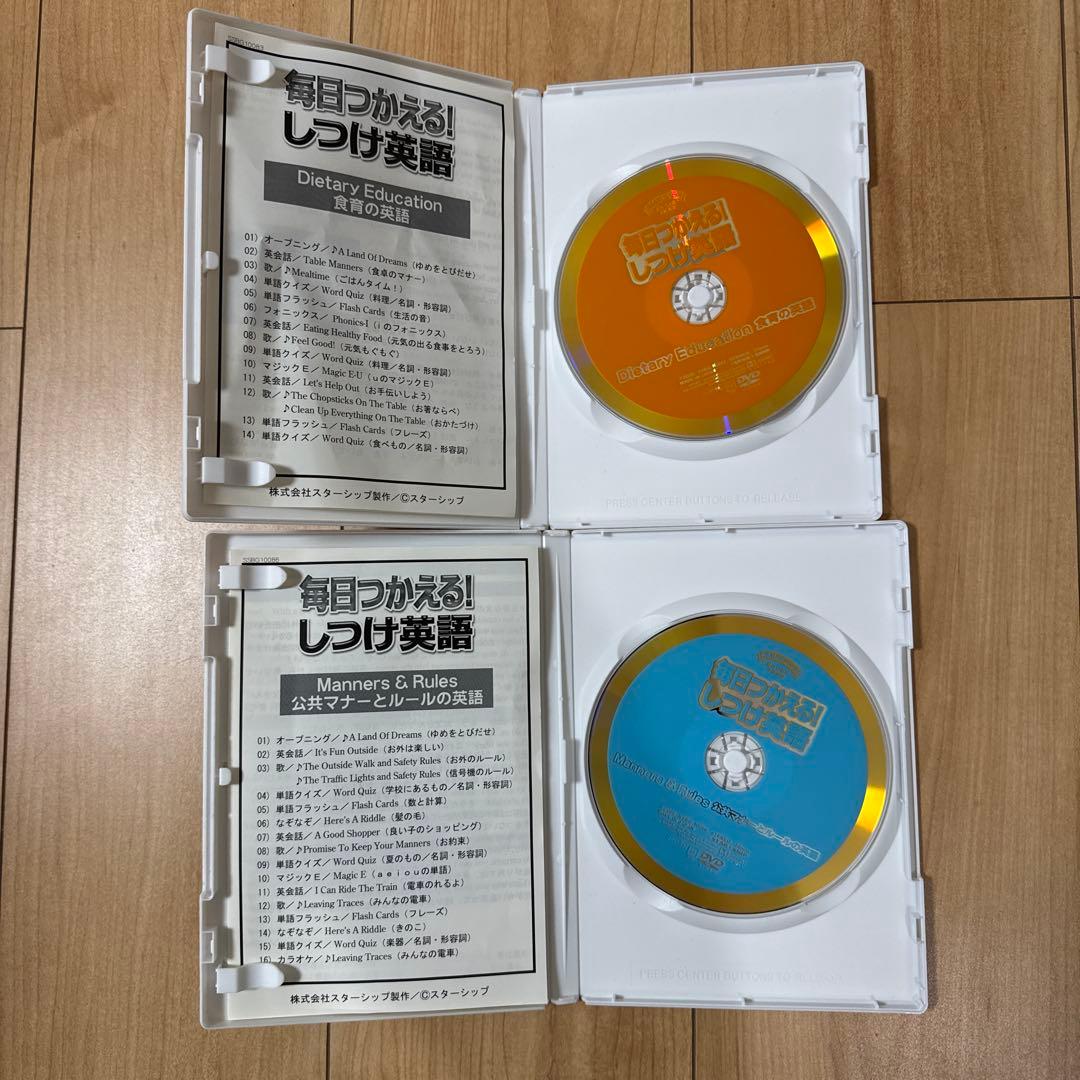 SSBG10083
毎日つかえる!
しつけ英語
Dietary Education
食育の英語
01) オープニング/♪A Land Of Dreams (ゆめをとびだせ)
02) 英会話/Table Manners (食卓のマナー)
03) 歌/♪Mealtime (ごはんタイム!)
04) 単語クイズ/Word Quiz (料理/名詞・形容詞)
05) 単語フラッシュ/Flash Cards (生活の音)
06) フォニックス/Phonics-I (iのフォニックス)
07) 英会話/Eating Healthy Food (元気の出る食事をとろう)
08) 歌/♪Feel Good! (元気もぐもぐ)
09) 単語クイズ/Word Quiz (料理/名詞・形容詞)
10) マジックE/Magic E-U (uのマジックE)
11) 英会話/Let's Help Out (お手伝いしよう)
12) 歌/♪The Chopsticks On The Table (お箸ならべ)
♪Clean Up Everything On The Table (おかたづけ)
13) 単語フラッシュ/Flash Cards (フレーズ)
14) 単語クイズ/Word Quiz (食べもの/名詞・形容詞)
株式会社スターシップ製作/©スターシップ
毎日つかえる!
しつけ英語
Dietary Education 食育の英語
DVD
PRESS CENTER BUTTONS TO RELEASE
SSBG10086
毎日つかえる!
しつけ英語
Manners & Rules
公共マナーとルールの英語
01) オープニング/♪A Land Of Dreams (ゆめをとびだせ)
02) 英会話/It's Fun Outside (お外は楽しい)
03) 歌/♪The Outside Walk and Safety Rules (お外のルール)
♪The Traffic Lights and Safety Rules (信号機のルール)
04) 単語クイズ/Word Quiz (学校にあるもの/名詞・形容詞)
05) 単語フラッシュ/Flash Cards (数と計算)
06) なぞなぞ/Here's A Riddle (髪の毛)
07) 英会話/A Good Shopper (良い子のショッピング)
08) 歌/♪Promise To Keep Your Manners (お約束)
09) 単語クイズ/Word Quiz (夏のもの/名詞・形容詞)
10) マジックE/Magic E (aeiouの単語)
11) 英会話/I Can Ride The Train (電車のれるよ)
12) 歌/♪Leaving Traces (みんなの電車)
13) 単語フラッシュ/Flash Cards (フレーズ)
14) なぞなぞ/Here's A Riddle (きのこ)
15) 単語クイズ/Word Quiz (楽器/名詞・形容詞)
16) カラオケ/♪Leaving Traces (みんなの電車)
株式会社スターシップ製作/©スターシップ
毎日つかえる!
しつけ英語
Manners & Rules 公共マナーとルールの英語
DVD
PRESS CENTER BUTTONS TO RELEASE